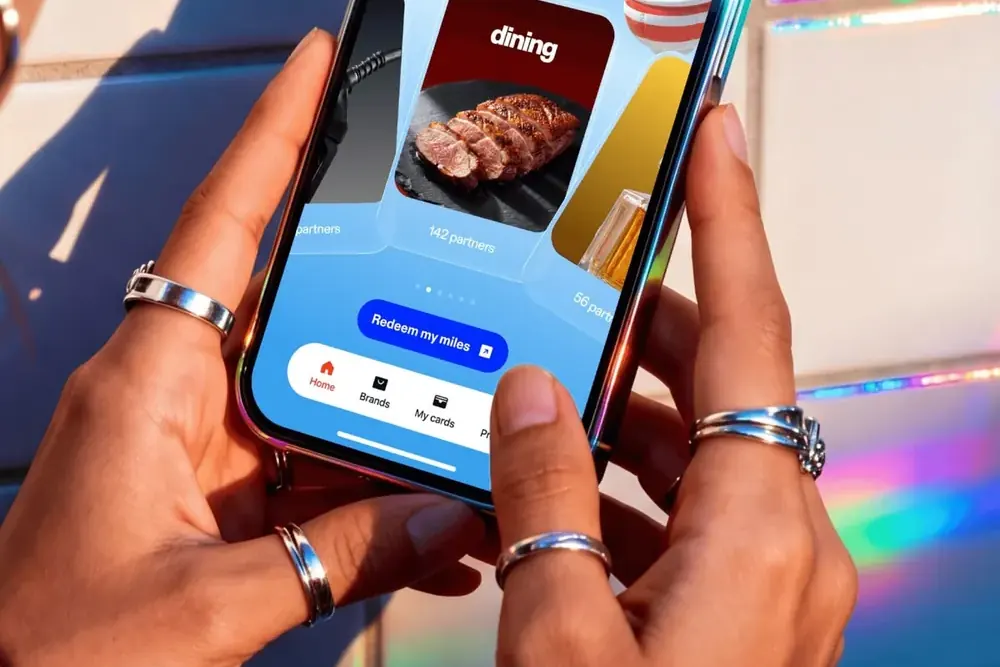 dining
partners
142 partners
56 part
Redeem my miles
Home
Brands
My cards
P